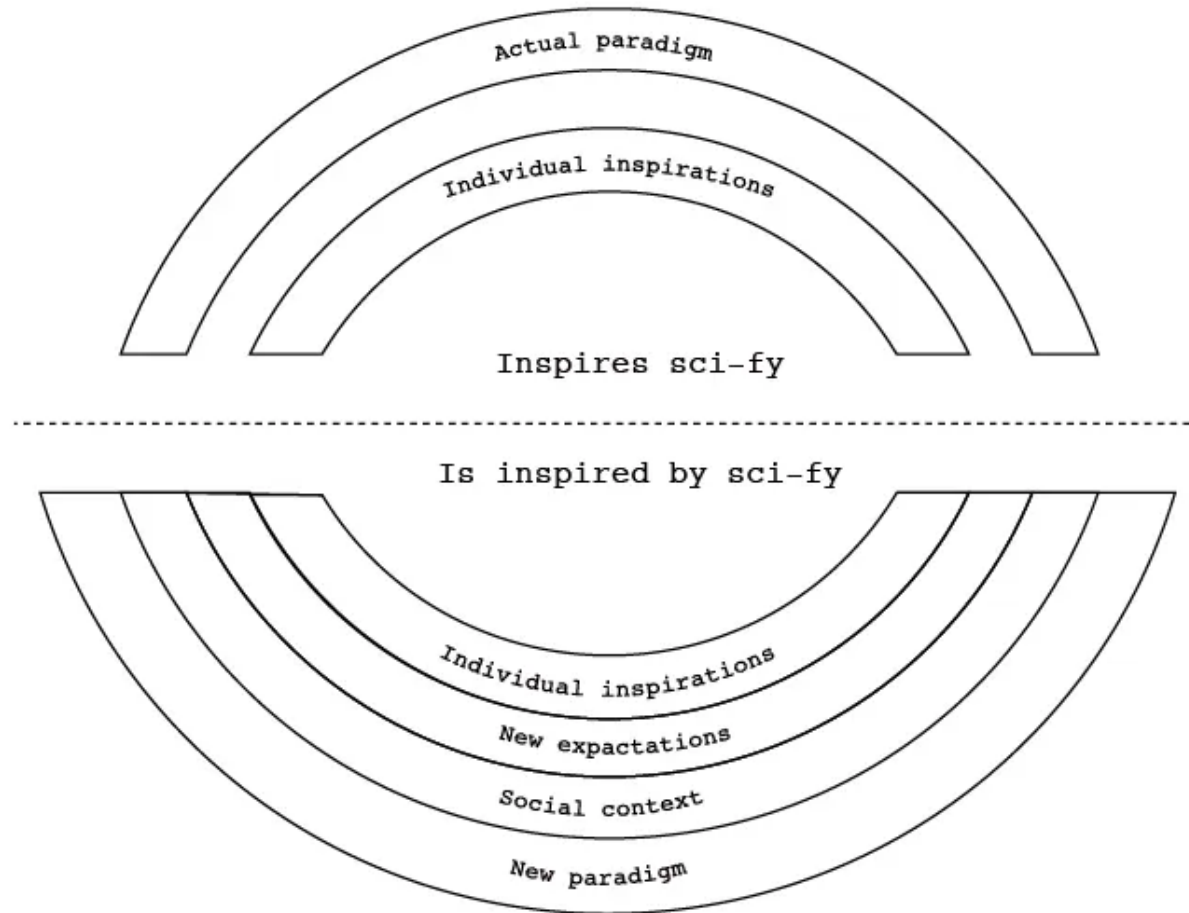 Actual paradigm
Individual inspirations
Inspires sci-fy
Is inspired by sci-fy
Individual inspirations
New expactations
Social context
New paradigm